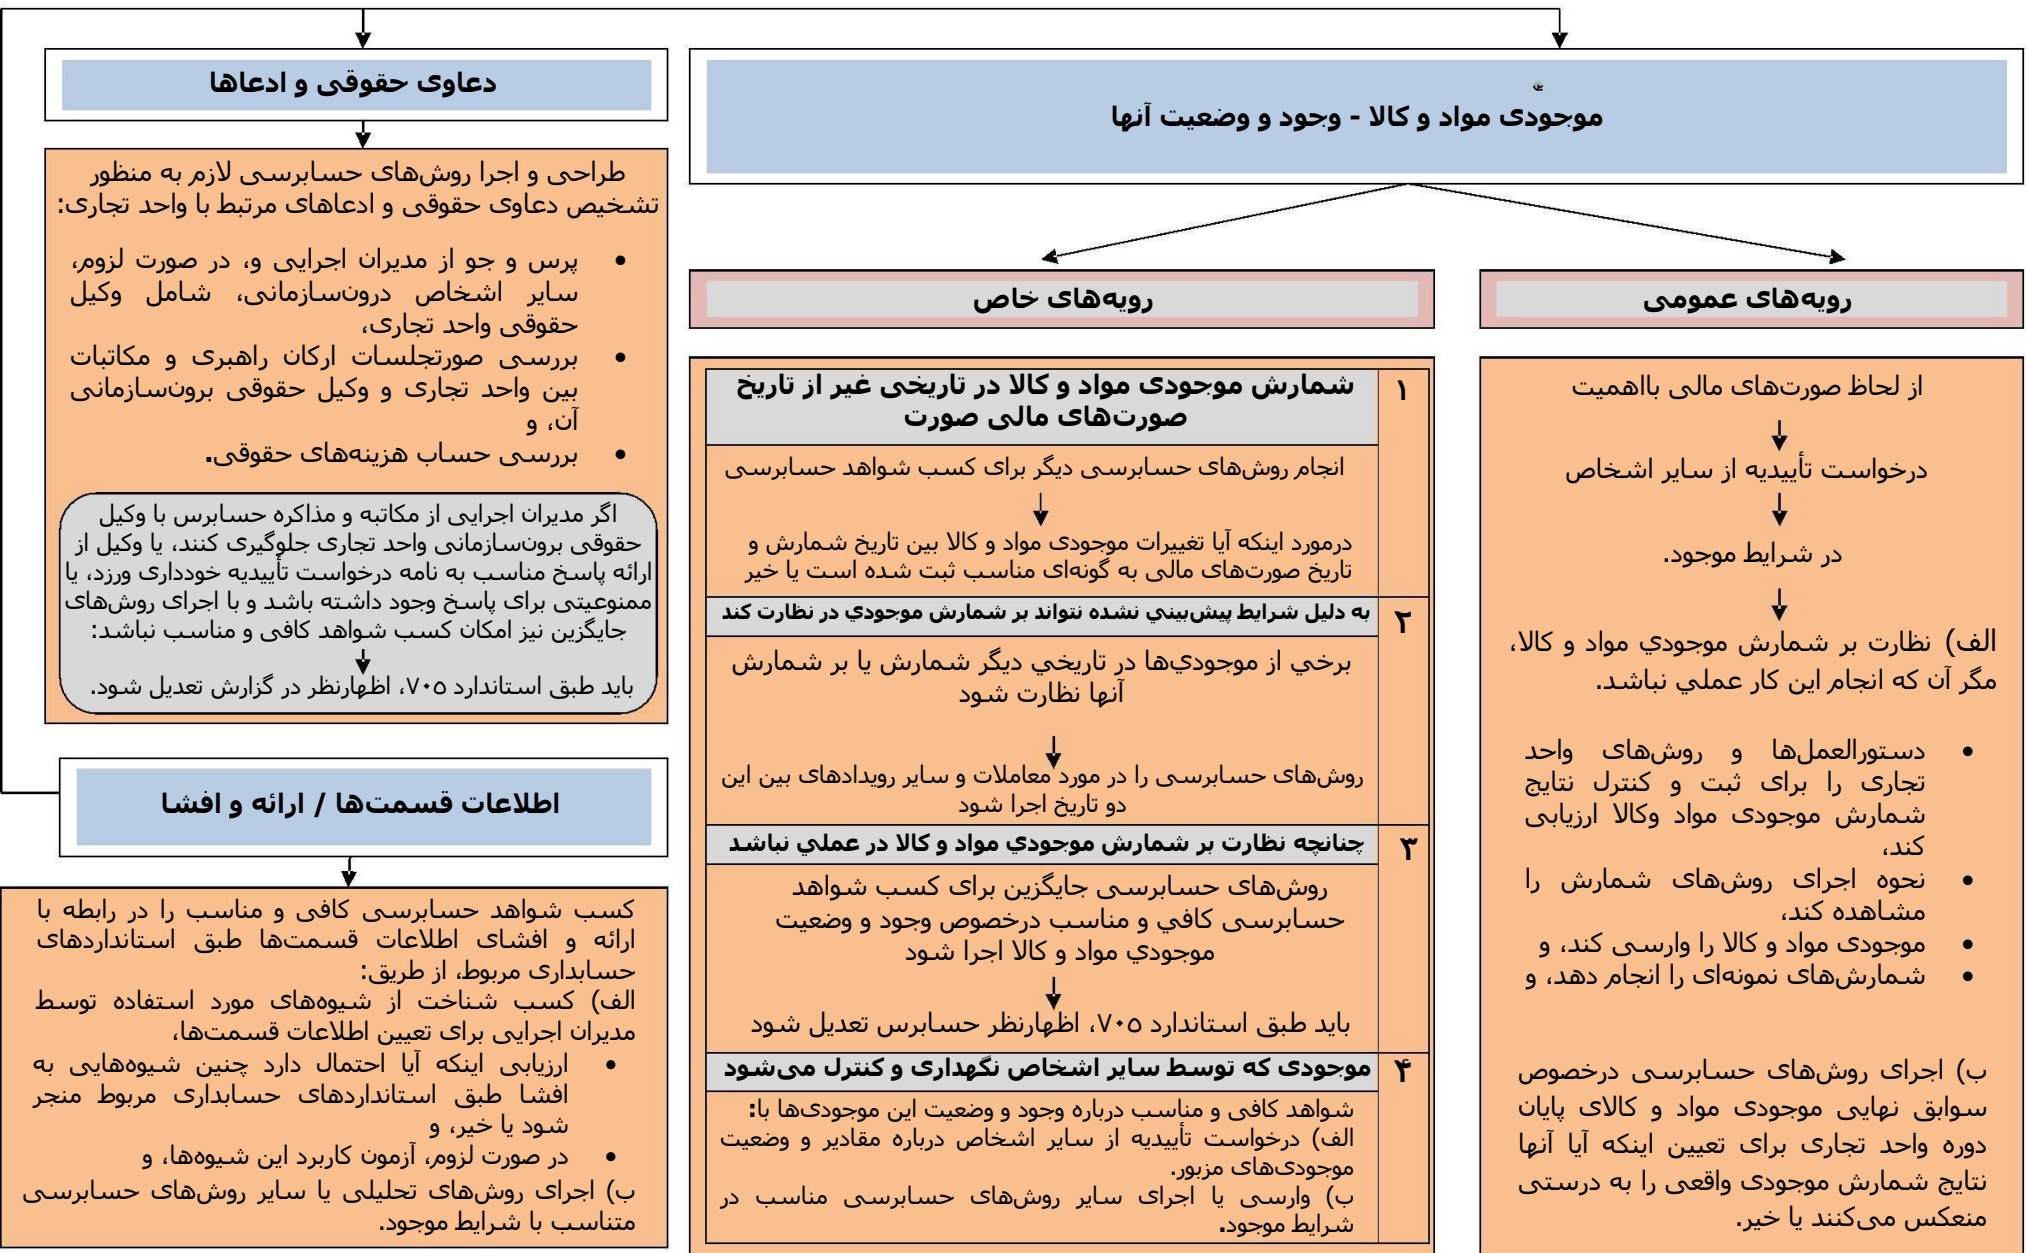 موجودی مواد و کالا - وجود و وضعیت آنها
رویه‌های عمومی
از لحاظ صورت‌های مالی بااهمیت
درخواست تأییدیه از سایر اشخاص
در شرایط موجود.
الف) نظارت بر شمارش موجودي مواد و کالا،
مگر آن که انجام این کار عملي نباشد.
• دستورالعمل‌ها و روش‌های واحد
تجاری را برای ثبت و کنترل نتایج
شمارش موجودی مواد وکالا ارزیابی
کند،
• نحوه اجرای روش‌های شمارش را
مشاهده کند،
• موجودی مواد و کالا را وارسی کند، و
• شمارش‌های نمونه‌ای را انجام دهد، و
ب) اجرای روش‌های حسابرسی درخصوص
سوابق نهایی موجودی مواد و کالای پایان
دوره واحد تجاری برای تعیین اینکه آیا آنها
نتایج شمارش موجودی واقعی را به درستی
منعکس می‌کنند یا خیر.
رویه‌های خاص
۱
شمارش موجودی مواد و کالا در تاریخی غیر از تاریخ
صورت‌های مالی صورت
انجام روش‌های حسابرسی دیگر برای کسب شواهد حسابرسی
درمورد اینکه آیا تغییرات موجودی مواد و کالا بین تاریخ شمارش و
تاریخ صورت‌های مالی به گونه‌ای مناسب ثبت شده است یا خیر
۲
به دلیل شرایط پیش‌بیني نشده نتواند بر شمارش موجودي در نظارت کند
برخي از موجودي‌ها در تاریخي دیگر شمارش یا بر شمارش
آنها نظارت شود
روش‌های حسابرسی را در مورد معاملات و سایر رویدادهای بین این
دو تاریخ اجرا شود
۳
چنانچه نظارت بر شمارش موجودي مواد و کالا در عملي نباشد
روش‌های حسابرسی جایگزین برای کسب شواهد
حسابرسی کافي و مناسب درخصوص وجود و وضعیت
موجودي مواد و کالا اجرا شود
باید طبق استاندارد ۷۰۵، اظهارنظر حسابرس تعدیل شود
۴
موجودی که توسط سایر اشخاص نگهداری و کنترل می‌شود
شواهد کافی و مناسب درباره وجود و وضعیت این موجودی‌ها با:
الف) درخواست تأییدیه از سایر اشخاص درباره مقادیر و وضعیت
موجودی‌های مزبور.
ب) وارسی یا اجرای سایر روش‌های حسابرسی مناسب در
شرایط موجود.
دعاوی حقوقی و ادعاها
طراحی و اجرا روش‌های حسابرسی لازم به منظور
تشخیص دعاوی حقوقی و ادعاهای مرتبط با واحد تجاری:
• پرس و جو از مدیران اجرایی و، در صورت لزوم،
سایر اشخاص درون‌سازمانی، شامل وکیل
حقوقی واحد تجاری،
• بررسی صورتجلسات ارکان راهبری و مکاتبات
بین واحد تجاری و وکیل حقوقی برون‌سازمانی
آن، و
• بررسی حساب هزینه‌های حقوقی.
اگر مدیران اجرایی از مکاتبه و مذاکره حسابرس با وکیل
حقوقی برون‌سازمانی واحد تجاری جلوگیری کنند، یا وکیل از
ارائه پاسخ مناسب به نامه درخواست تأییدیه خودداری ورزد، یا
ممنوعیتی برای پاسخ وجود داشته باشد و با اجرای روش‌های
جایگزین نیز امکان کسب شواهد کافی و مناسب نباشد:
باید طبق استاندارد ۷۰۵، اظهارنظر در گزارش تعدیل شود.
اطلاعات قسمت‌ها / ارائه و افشا
کسب شواهد حسابرسی کافی و مناسب را در رابطه با
ارائه و افشای اطلاعات قسمت‌ها طبق استانداردهای
حسابداری مربوط، از طریق:
الف) کسب شناخت از شیوه‌های مورد استفاده توسط
مدیران اجرایی برای تعیین اطلاعات قسمت‌ها،
• ارزیابی اینکه آیا احتمال دارد چنین شیوه‌هایی به
افشا طبق استانداردهای حسابداری مربوط منجر
شود یا خیر، و
• در صورت لزوم، آزمون کاربرد این شیوه‌ها، و
ب) اجرای روش‌های تحلیلی یا سایر روش‌های حسابرسی
متناسب با شرایط موجود.